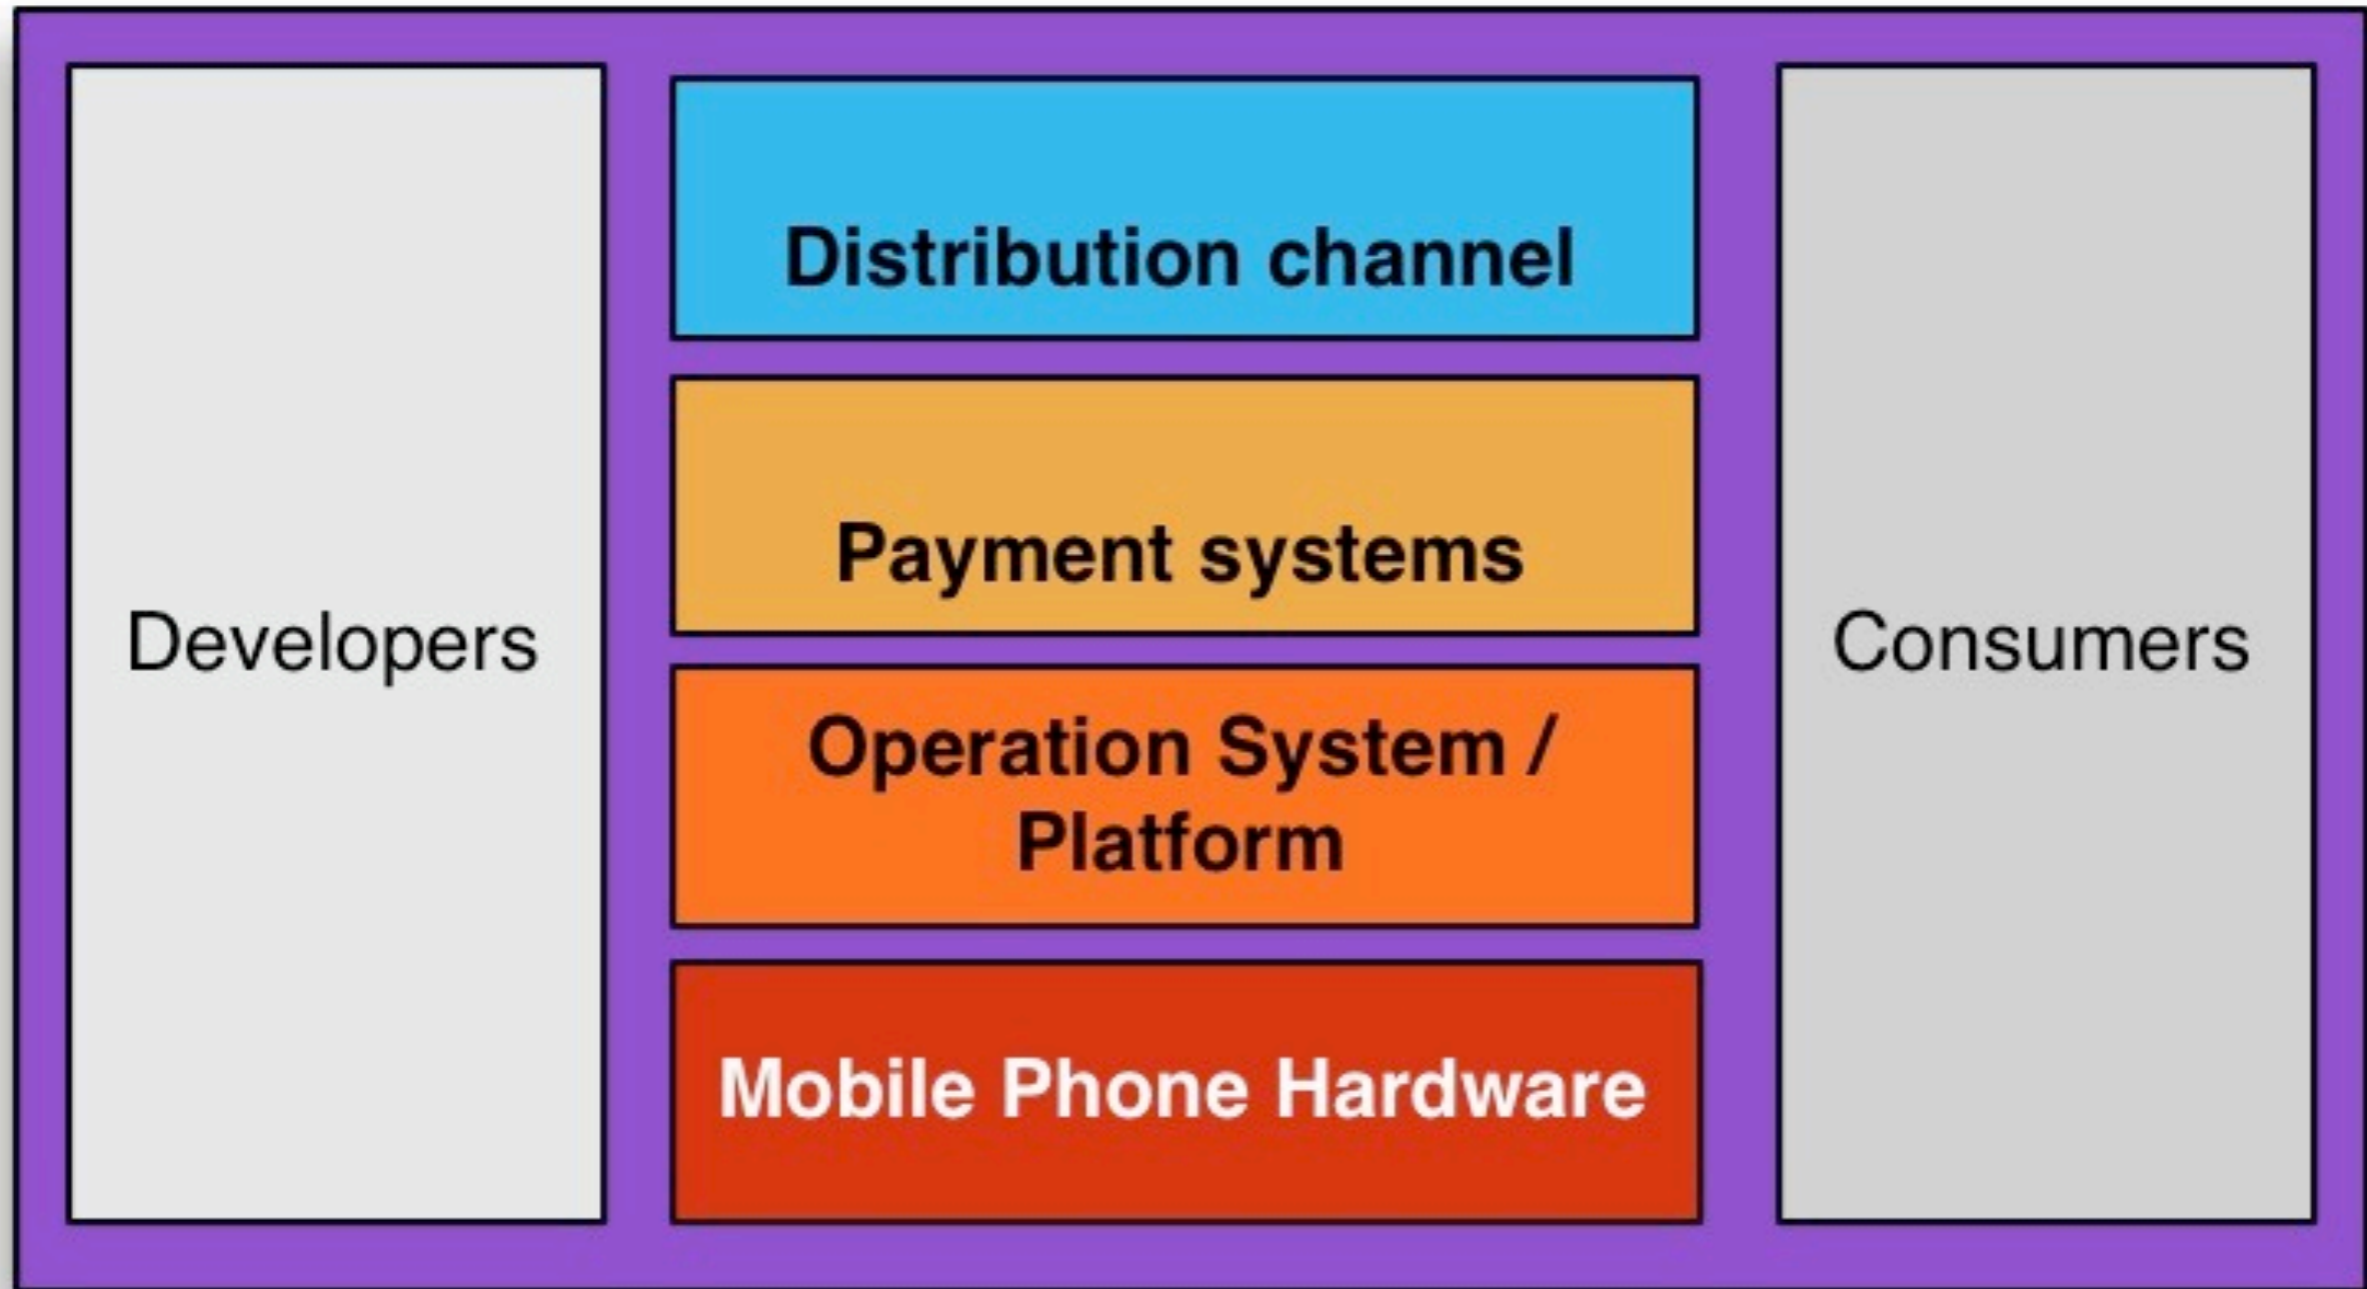 Developers
Distribution channel
Payment systems
Operation System /
Platform
Mobile Phone Hardware
Consumers